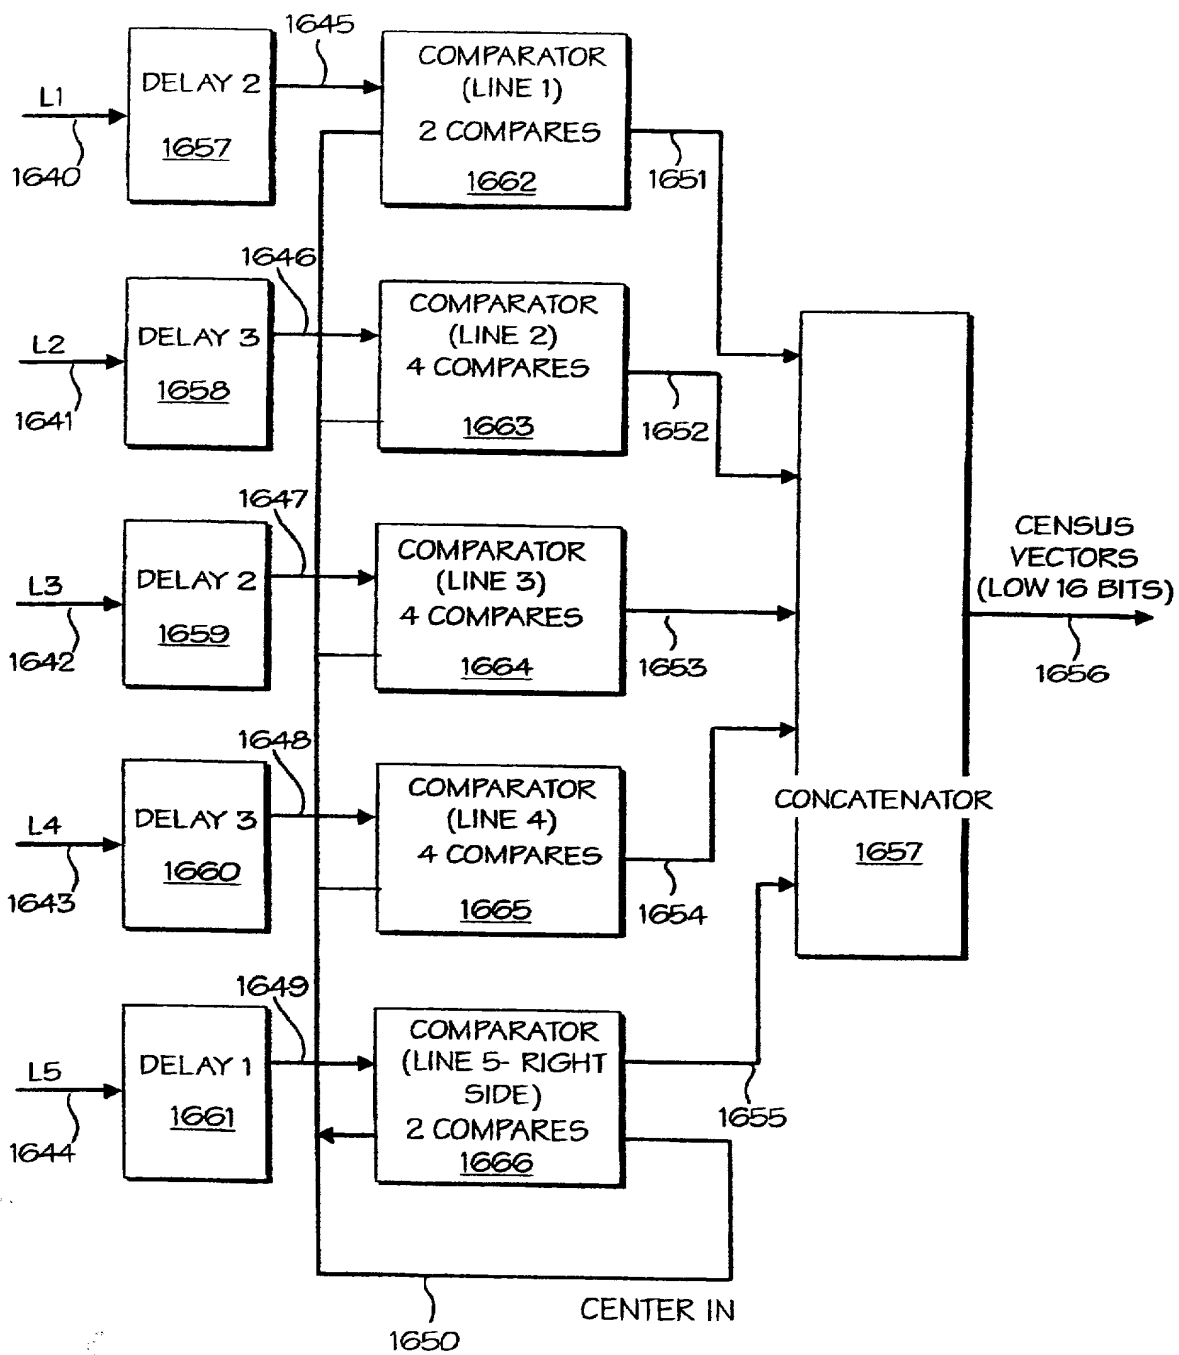 1645
L1
1640
DELAY 2
1657
COMPARATOR
(LINE 1)
2 COMPARES
1662
1651
1646
L2
1641
DELAY 3
1658
COMPARATOR
(LINE 2)
4 COMPARES
1663
1652
1647
L3
1642
DELAY 2
1659
COMPARATOR
(LINE 3)
4 COMPARES
1664
1653
CENSUS
VECTORS
(LOW 16 BITS)
1656
1648
L4
1643
DELAY 3
1660
COMPARATOR
(LINE 4)
4 COMPARES
1665
1654
CONCATENATOR
1657
1649
L5
1644
DELAY 1
1661
COMPARATOR
(LINE 5- RIGHT
SIDE)
2 COMPARES
1666
1655
CENTER IN
1650